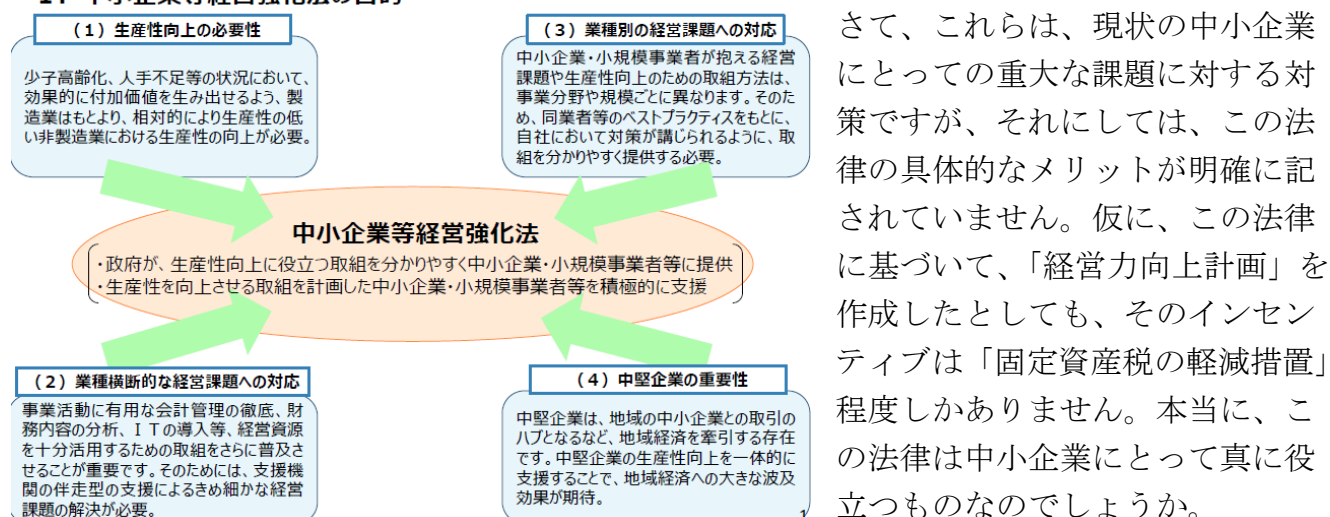 (1)生産性向上の必要性
少子高齢化、人手不足等の状況において、
効果的に付加価値を生み出せるよう、製
造業はもとより、相対的により生産性の低
い非製造業における生産性の向上が必要。
(3)業種別の経営課題への対応
中小企業・小規模事業者が抱える経営
課題や生産性向上のための取組方法は、
事業分野や規模ごとに異なります。そのた
め、同業者等のベストプラクティスをもとに、
自社において対策が講じられるように、取
組を分かりやすく提供する必要。
中小企業等経営強化法
・政府が、生産性向上に役立つ取組を分かりやすく中小企業・小規模事業者等に提供
・生産性を向上させる取組を計画した中小企業・小規模事業者等を積極的に支援
(2)業種横断的な経営課題への対応
事業活動に有用な会計管理の徹底、財
務内容の分析、ITの導入等、経営資源
を十分活用するための取組をさらに普及さ
せることが重要です。そのためには、支援機
関の伴走型の支援によるきめ細かな経営
課題の解決が必要。
(4)中堅企業の重要性
中堅企業は、地域の中小企業との取引の
ハブとなるなど、地域経済を牽引する存在
です。中堅企業の生産性向上を一体的に
支援することで、地域経済への大きな波及
効果が期待。
1
さて、これらは、現状の中小企業
にとっての重大な課題に対する対
策ですが、それにしては、この法
律の具体的なメリットが明確に記
されていません。仮に、この法律
に基づいて、「経営力向上計画」を
作成したとしても、そのインセン
ティブは「固定資産税の軽減措置」
程度しかありません。本当に、こ
の法律は中小企業にとって真に役
立つものなのでしょうか。